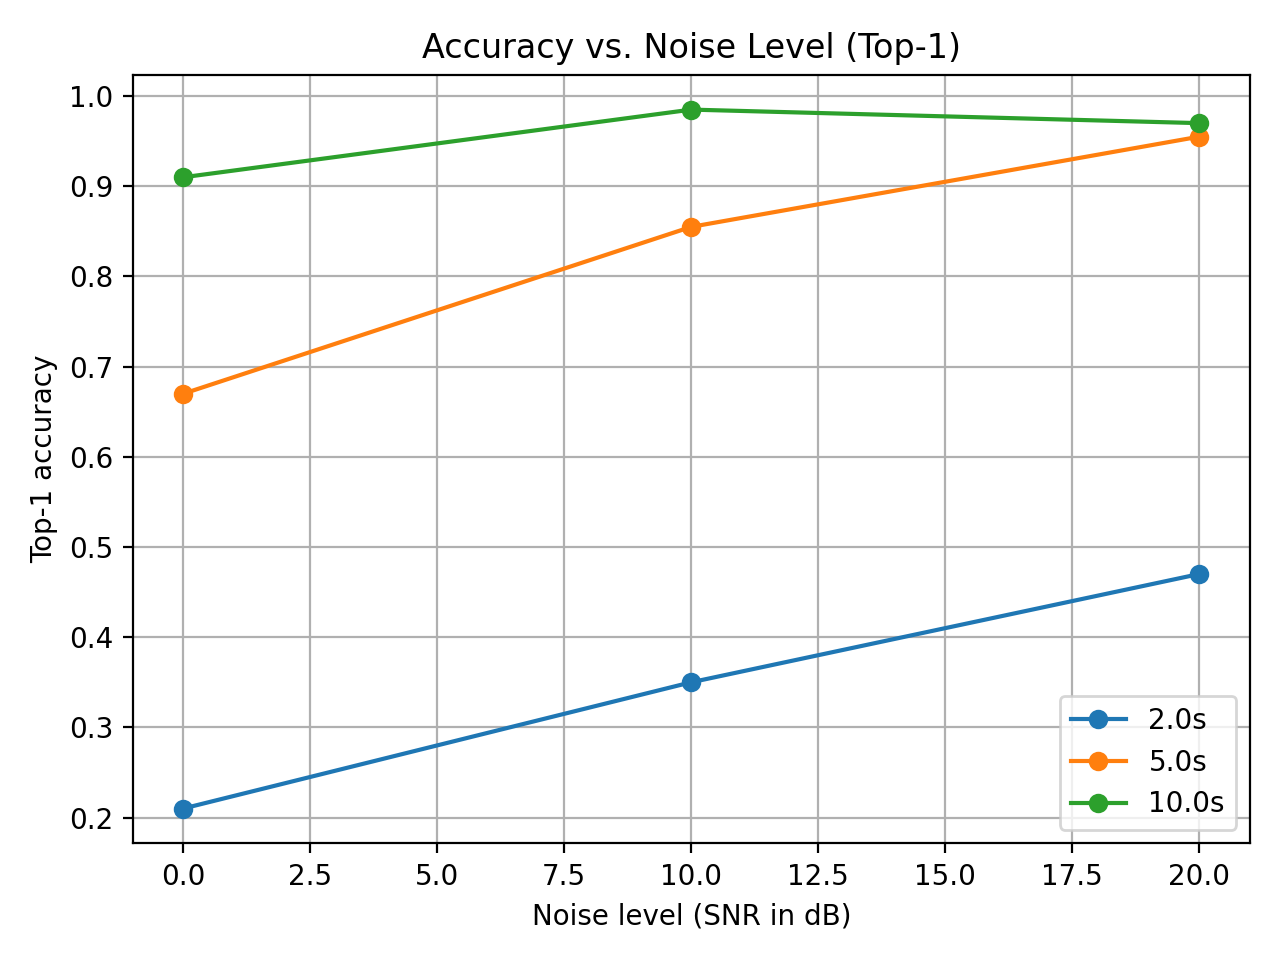 Accuracy vs. Noise Level (Top-1)
Top-1 accuracy
1.0
0.9
0.8
0.7
0.6
0.5
0.4
0.3
0.2
2.0s
5.0s
10.0s
0.0 2.5 5.0 7.5 10.0 12.5 15.0 17.5 20.0
Noise level (SNR in dB)